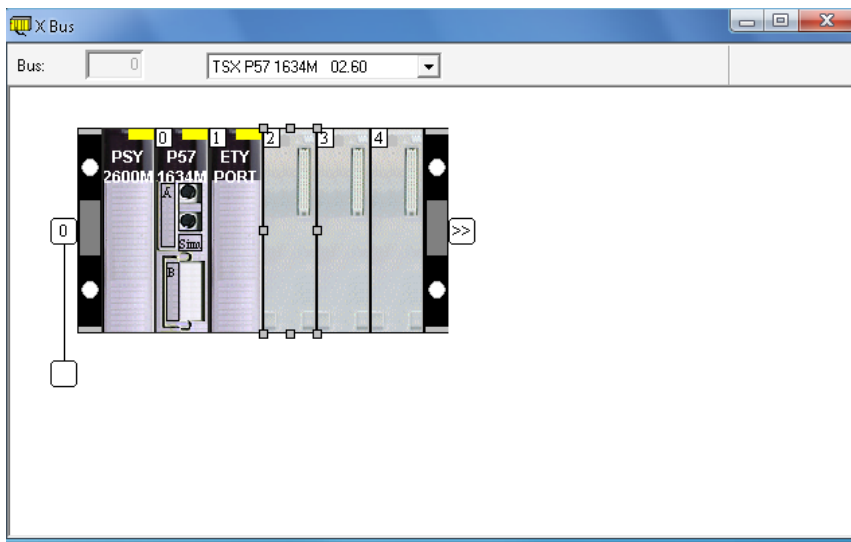 X Bus
Bus: 0 TSX P57 1634M 02.60
0 1 2 3 4
PSY P57 ETY
2600M 1634M PORT
A
0 >>
Simo
B